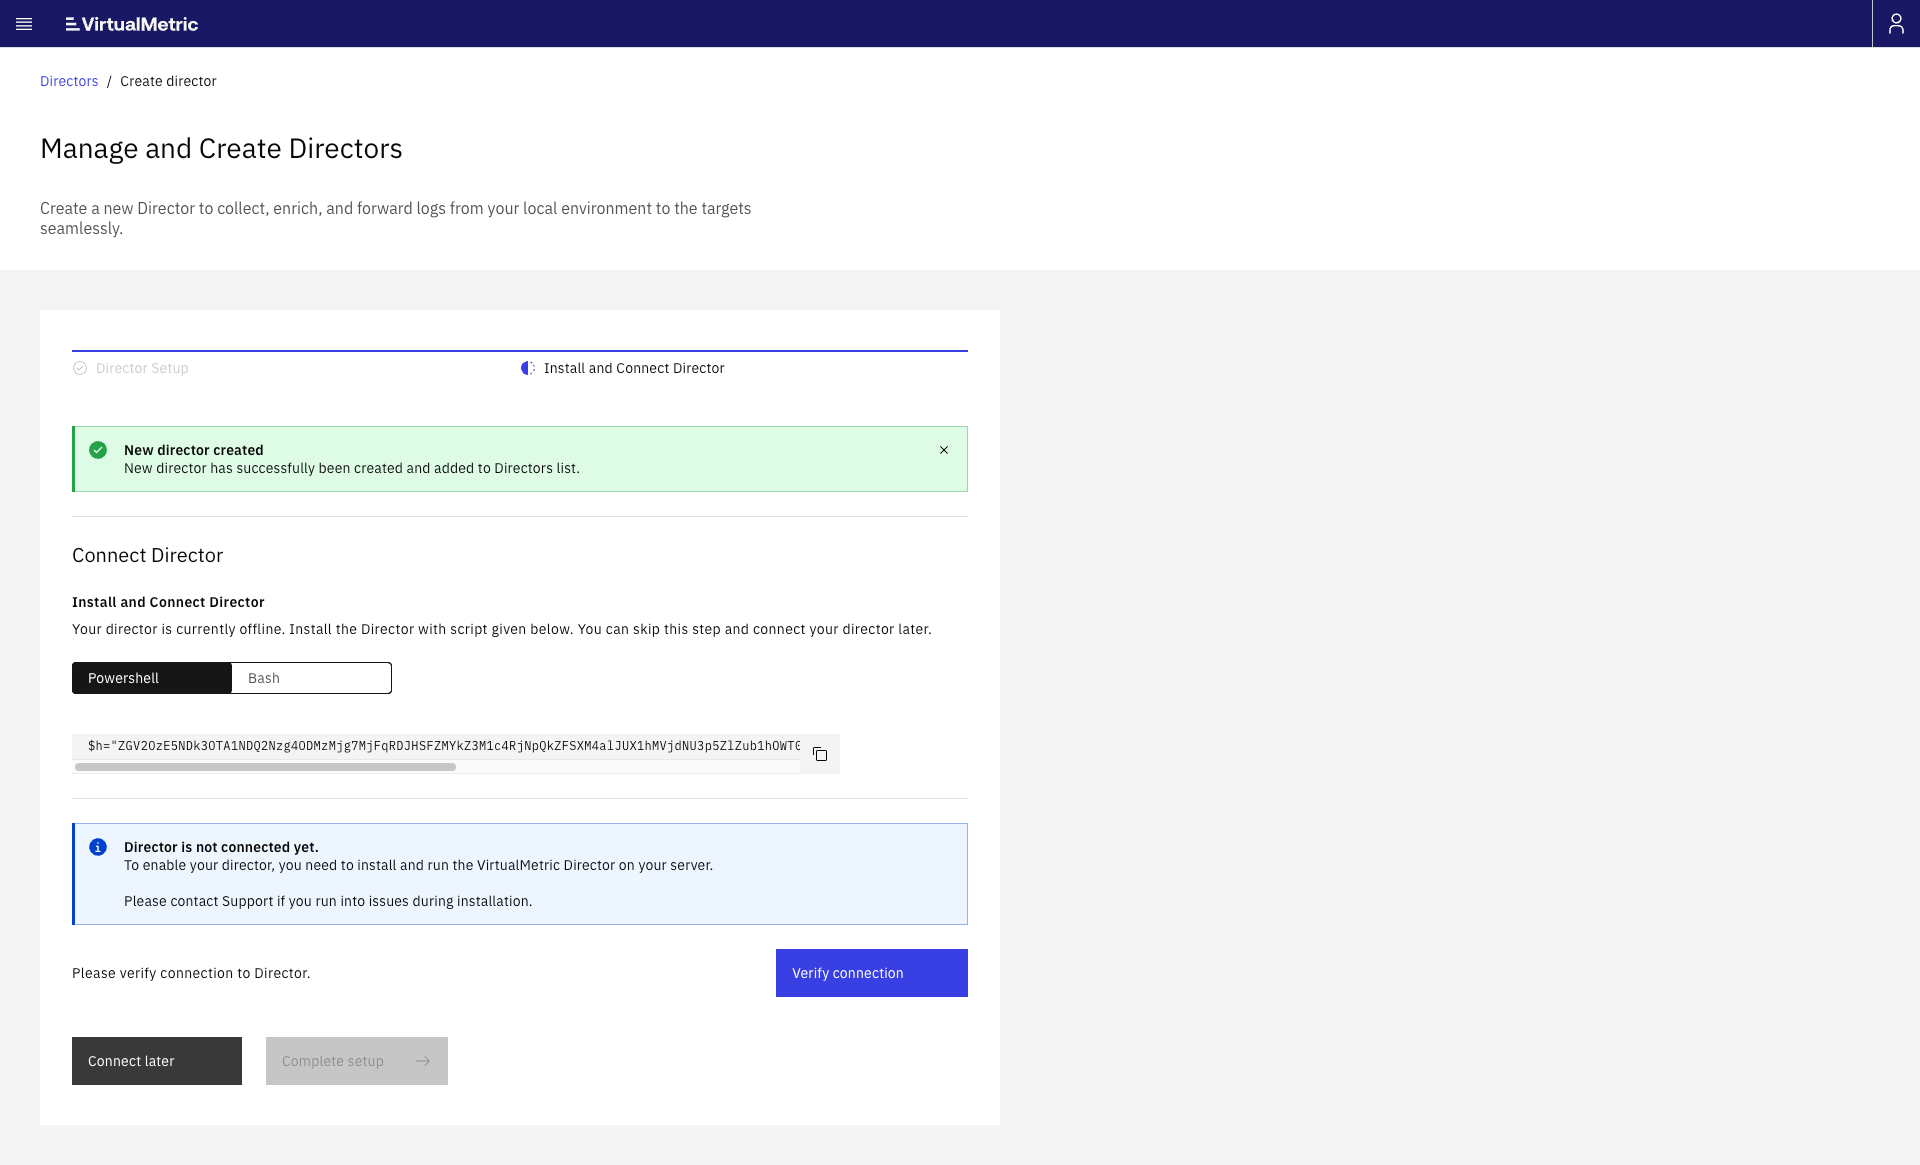 VirtualMetric
Directors / Create director
Manage and Create Directors
Create a new Director to collect, enrich, and forward logs from your local environment to the targets
seamlessly.
Director Setup
Install and Connect Director
New director created
New director has successfully been created and added to Directors list.
Connect Director
Install and Connect Director
Your director is currently offline. Install the Director with script given below. You can skip this step and connect your director later.
Powershell
Bash
$h="ZGV2OzE5NDk3OTA1NDQ2Nzg4ODMzMjg7MjFqRDJHSFZMYkZ3M1c4RjNpQkZFSXM4alJUX1hMVjdNU3p5ZlZub1hOWT
Director is not connected yet.
To enable your director, you need to install and run the VirtualMetric Director on your server.
Please contact Support if you run into issues during installation.
Please verify connection to Director.
Verify connection
Connect later
Complete setup